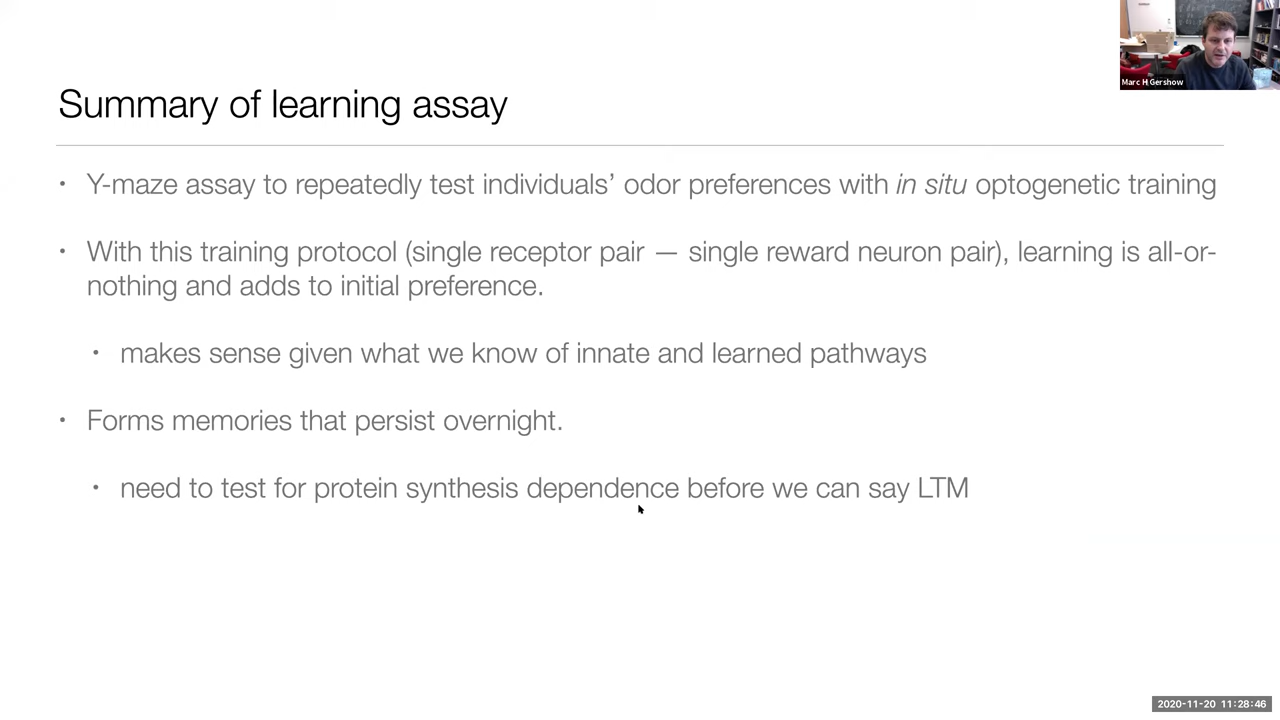 Marc H Gershow
Summary of learning assay
• Y-maze assay to repeatedly test individuals’ odor preferences with in situ optogenetic training
• With this training protocol (single receptor pair — single reward neuron pair), learning is all-or-
nothing and adds to initial preference.
• makes sense given what we know of innate and learned pathways
• Forms memories that persist overnight.
• need to test for protein synthesis dependence before we can say LTM
2020-11-20 11:28:46